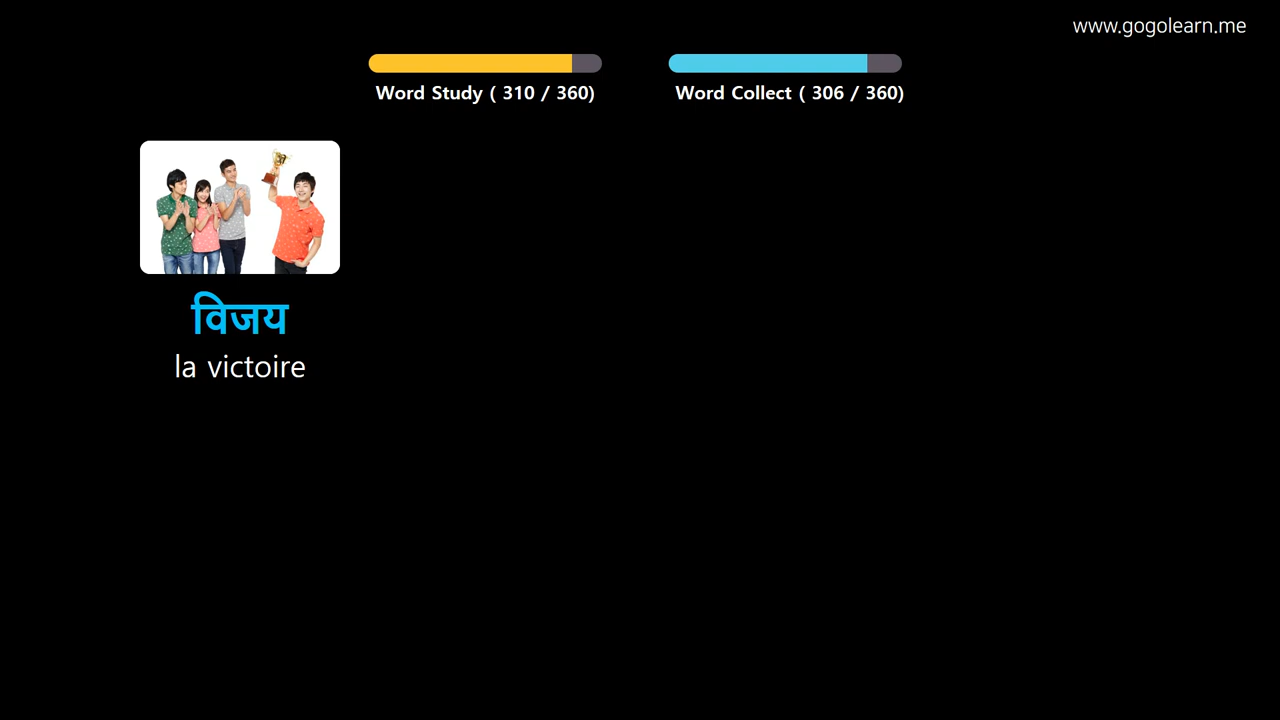 www.gogolearn.me
Word Study ( 310 / 360)
Word Collect ( 306 / 360)
विजय
la victoire